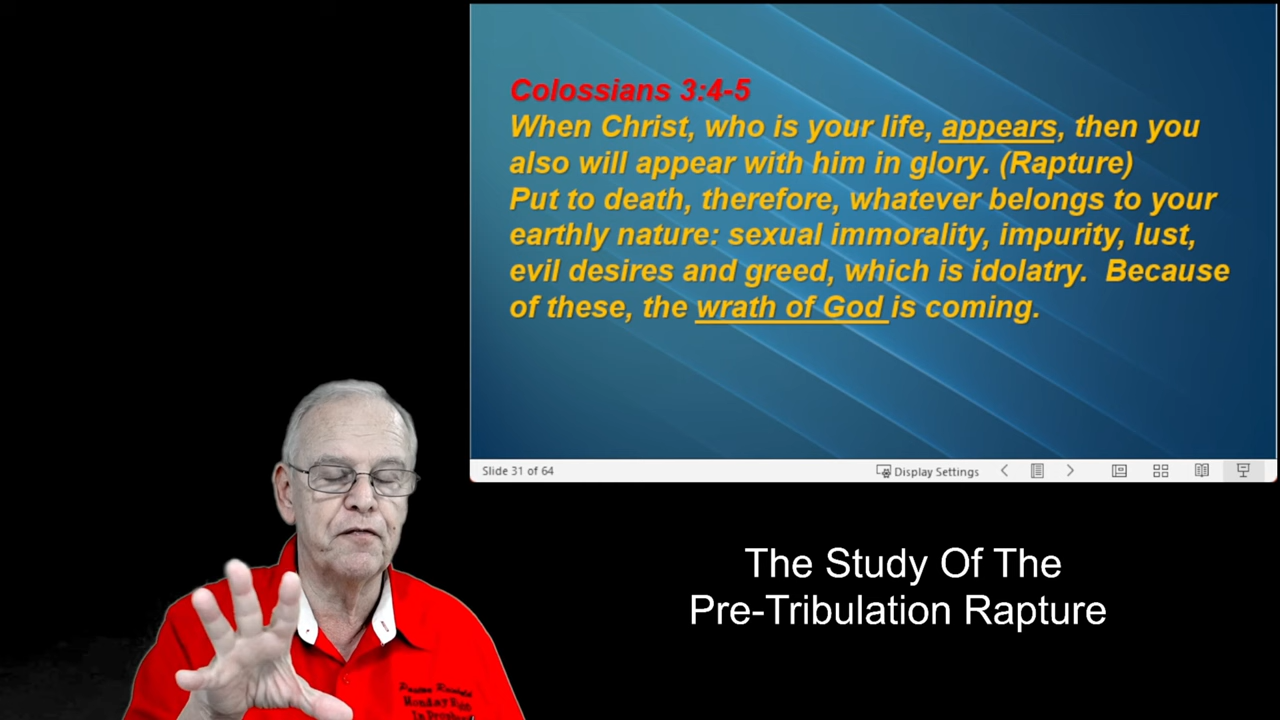 Colossians 3:4-5
When Christ, who is your life, appears, then you
also will appear with him in glory. (Rapture)
Put to death, therefore, whatever belongs to your
earthly nature: sexual immorality, impurity, lust,
evil desires and greed, which is idolatry. Because
of these, the wrath of God is coming.
Slide 31 of 64
Display Settings
The Study Of The
Pre-Tribulation Rapture
Monday
In